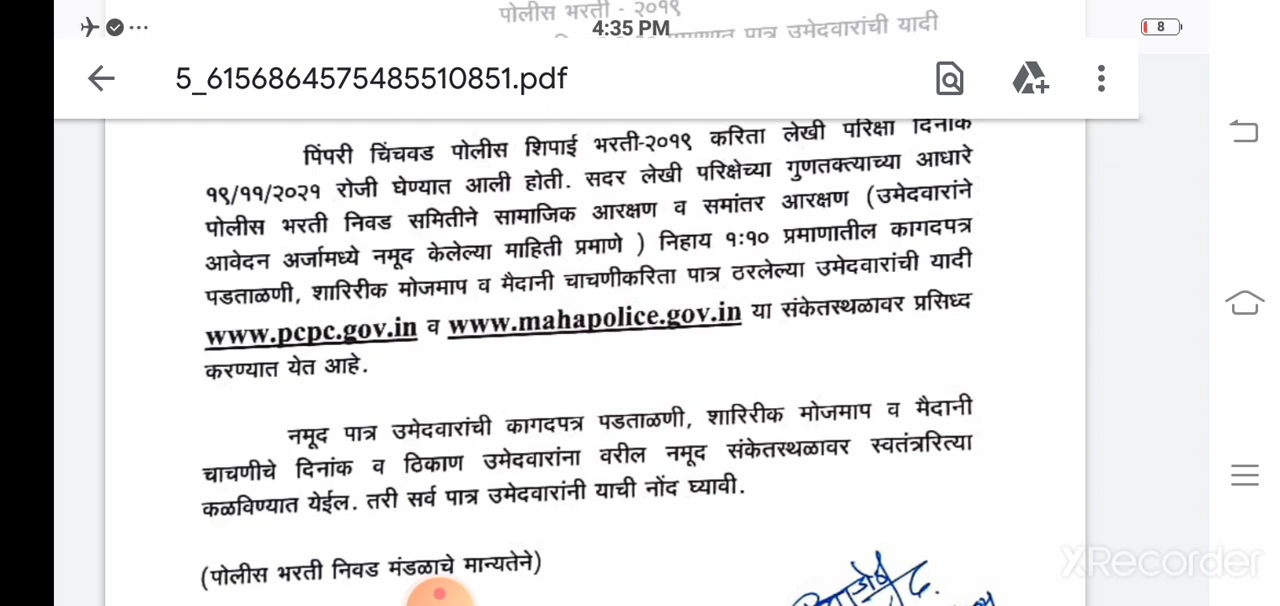 पोलीस भरती - २०१९
4:35 PM
8
पात्र उमेदवारांची यादी
5_6156864575485510851.pdf
पिंपरी चिंचवड पोलीस शिपाई भरती-२०१९ करिता लेखी परिक्षा दिनांक
१९/११/२०२१ रोजी घेण्यात आली होती. सदर लेखी परिक्षेच्या गुणतक्त्याच्या आधारे
पोलीस भरती निवड समितीने सामाजिक आरक्षण व समांतर आरक्षण (उमेदवारांने
आवेदन अर्जामध्ये नमूद केलेल्या माहिती प्रमाणे ) निहाय १:१० प्रमाणातील कागदपत्र
पडताळणी, शारिरीक मोजमाप व मैदानी चाचणीकरिता पात्र ठरलेल्या उमेदवारांची यादी
www.pcpc.gov.in व www.mahapolice.gov.in या संकेतस्थळावर प्रसिध्द
करण्यात येत आहे.
नमूद पात्र उमेदवारांची कागदपत्र पडताळणी, शारिरीक मोजमाप व मैदानी
चाचणीचे दिनांक व ठिकाण उमेदवारांना वरील नमूद संकेतस्थळावर स्वतंत्ररित्या
कळविण्यात येईल. तरी सर्व पात्र उमेदवारांनी याची नोंद घ्यावी.
(पोलीस भरती निवड मंडळाचे मान्यतेने)
XRecorder